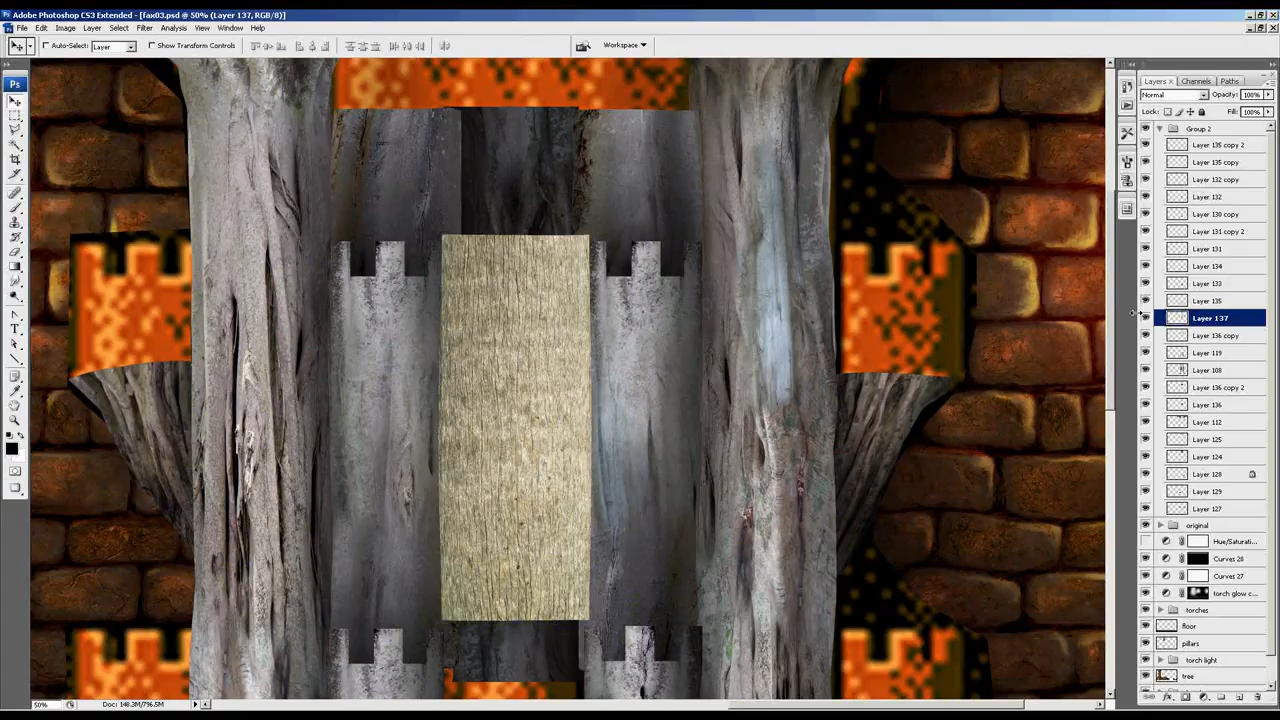 Adobe Photoshop CS3 Extended - [fax03.psd @ 50% (Layer 137, RGB/8)]
File Edit Image Layer Select Filter Analysis View Window Help
Auto-Select: Layer Show Transform Controls Workspace
Ps
Layers × Channels Paths
Normal Opacity: 100%
Lock: Fill: 100%
Group 2
Layer 135 copy 2
Layer 135 copy
Layer 132 copy
Layer 132
Layer 130 copy
Layer 131 copy 2
Layer 131
Layer 134
Layer 133
Layer 135
Layer 137
Layer 136 copy
Layer 119
Layer 108
Layer 136 copy 2
Layer 136
Layer 112
Layer 125
Layer 124
Layer 128
Layer 129
Layer 127
original
Hue/Saturati...
Curves 28
Curves 27
torch glow c...
torches
floor
pillars
torch light
tree
50% Doc: 148.3M/796.5M